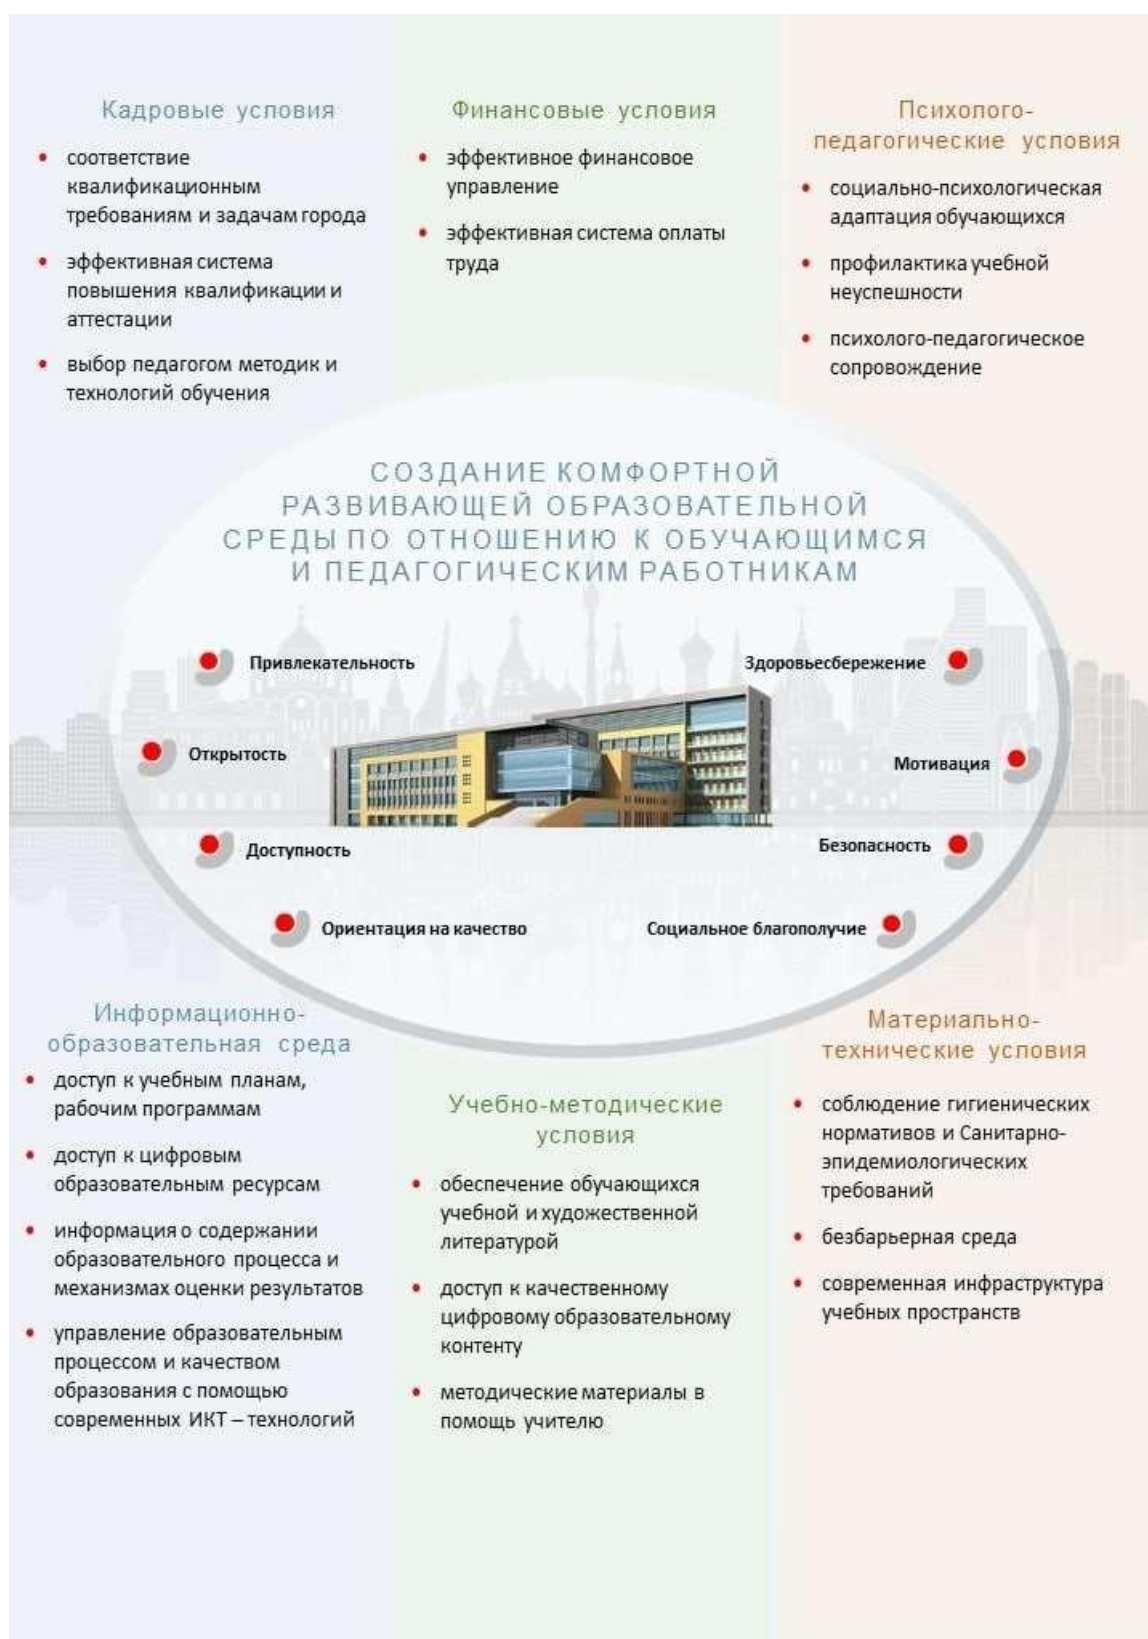 Кадровые условия
• соответствие
квалификационным
требованиям и задачам города
• эффективная система
повышения квалификации и
аттестации
• выбор педагогом методик и
технологий обучения
Финансовые условия
• эффективное финансовое
управление
• эффективная система оплаты
труда
Психолого-
педагогические условия
• социально-психологическая
адаптация обучающихся
• профилактика учебной
неуспешности
• психолого-педагогическое
сопровождение
СОЗДАНИЕ КОМФОРТНОЙ
РАЗВИВАЮЩЕЙ ОБРАЗОВАТЕЛЬНОЙ
СРЕДЫ ПО ОТНОШЕНИЮ К ОБУЧАЮЩИМСЯ
И ПЕДАГОГИЧЕСКИМ РАБОТНИКАМ
Привлекательность
Открытость
Доступность
Ориентация на качество
Здоровьесбережение
Мотивация
Безопасность
Социальное благополучие
Информационно-
образовательная среда
• доступ к учебным планам,
рабочим программам
• доступ к цифровым
образовательным ресурсам
• информация о содержании
образовательного процесса и
механизмах оценки результатов
• управление образовательным
процессом и качеством
образования с помощью
современных ИКТ – технологий
Учебно-методические
условия
• обеспечение обучающихся
учебной и художественной
литературой
• доступ к качественному
цифровому образовательному
контенту
• методические материалы в
помощь учителю
Материально-
технические условия
• соблюдение гигиенических
нормативов и Санитарно-
эпидемиологических
требований
• безбарьерная среда
• современная инфраструктура
учебных пространств